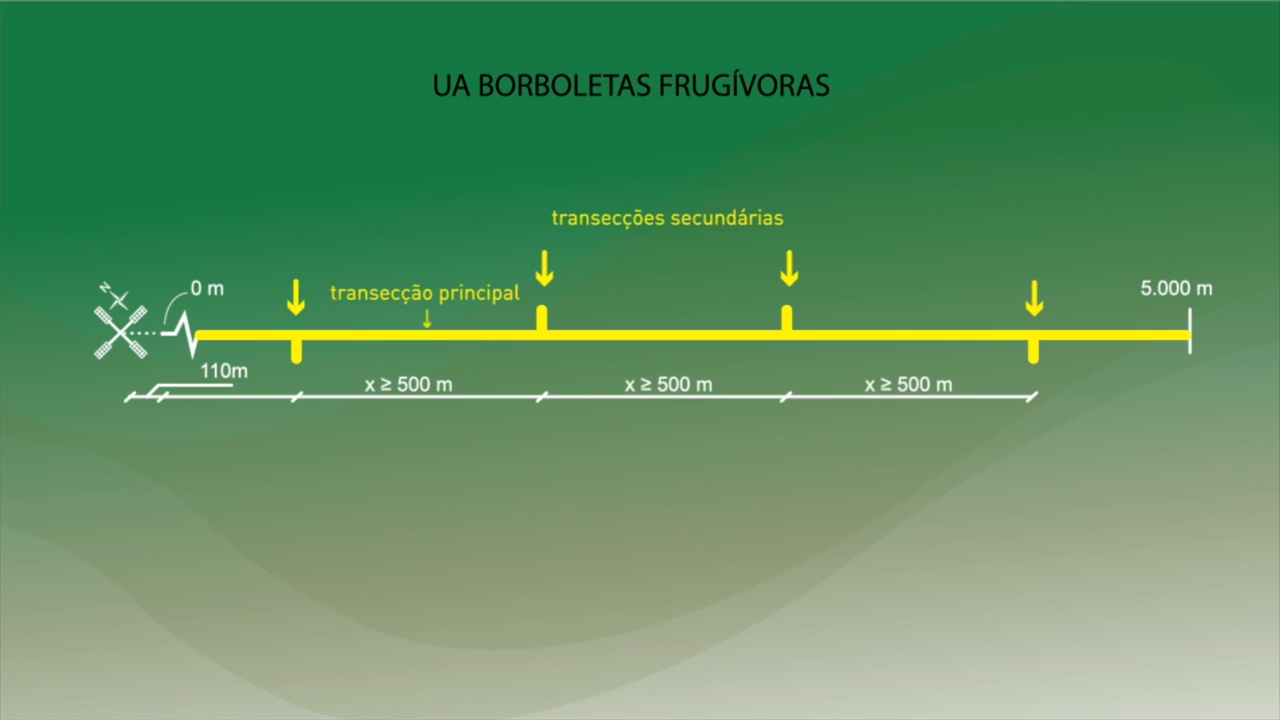 UA BORBOLETAS FRUGÍVORAS
transecções secundárias
N
0 m
transecção principal
5.000 m
110m
x ≥ 500 m
x ≥ 500 m
x ≥ 500 m